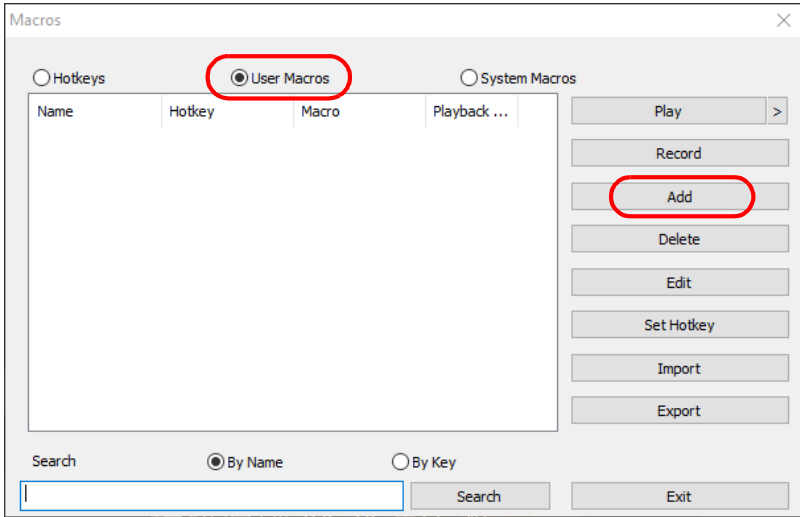 Macros
Hotkeys User Macros System Macros
Name Hotkey Macro Playback ...
Play >
Record
Add
Delete
Edit
Set Hotkey
Import
Export
Search By Name By Key
Search Exit